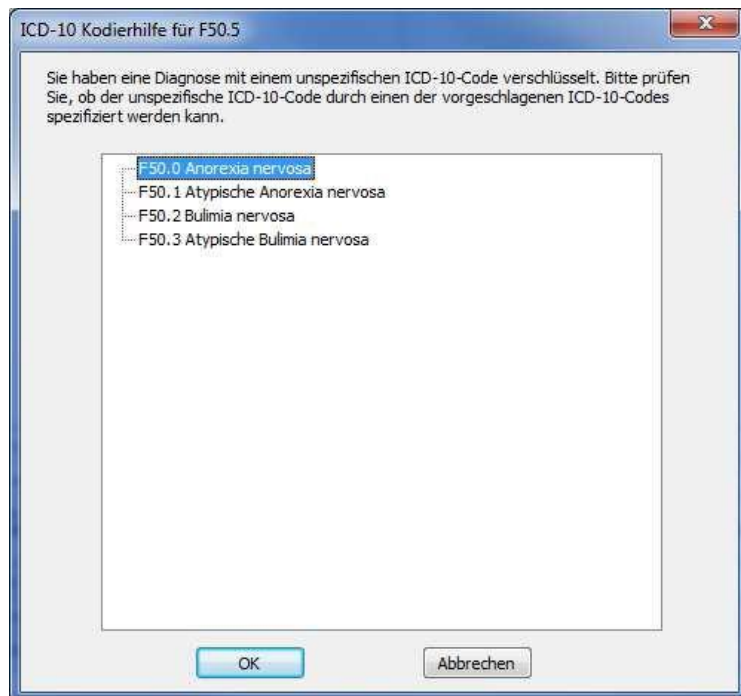 ICD-10 Kodierhilfe für F50.5
Sie haben eine Diagnose mit einem unspezifischen ICD-10-Code verschlüsselt. Bitte prüfen
Sie, ob der unspezifische ICD-10-Code durch einen der vorgeschlagenen ICD-10-Codes
spezifiziert werden kann.
F50.0 Anorexia nervosa
F50.1 Atypische Anorexia nervosa
F50.2 Bulimia nervosa
F50.3 Atypische Bulimia nervosa
OK Abbrechen